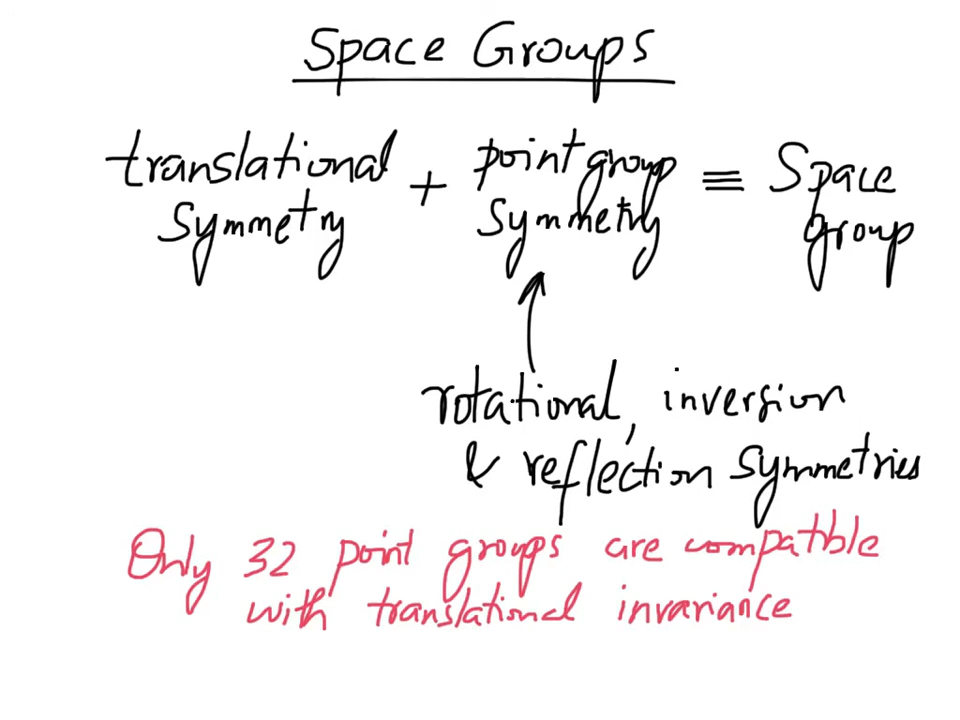 Space Groups
translational + point group ≡ Space
symmetry symmetry group
rotational, inversion
& reflection symmetries
Only 32 point groups are compatible
with translational invariance